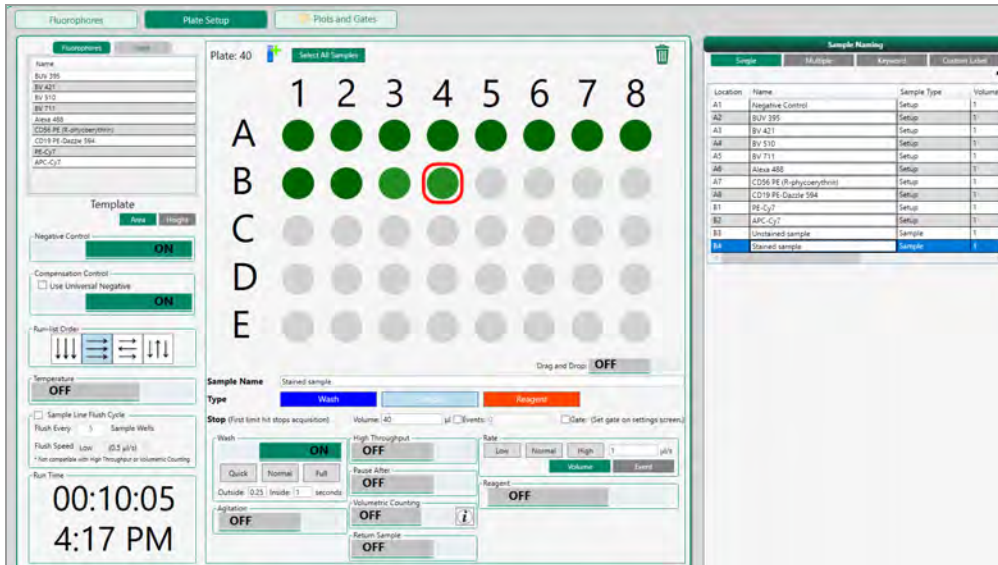 Fluorophores
Plate Setup
Plots and Gates
Fluorophores
Name
BUV 395
BV 421
BV 510
BV 711
Alexa 488
CD56 PE (R-phycoerythrin)
CD19 PE-Dazzle 594
PE-Cy7
APC-Cy7
Template
Area
Height
Negative Control
ON
Compensation Control
Use Universal Negative
ON
Run-list Order
Temperature
OFF
Sample Line Flush Cycle
Flush Every 5 Sample Wells
Flush Speed Low (0.5 µl/s)
* Not compatible with High Throughput or Volumetric Counting
Run Time
00:10:05
4:17 PM
Plate: 40
Select All Samples
1 2 3 4 5 6 7 8
A
B
C
D
E
Drag and Drop: OFF
Sample Name Stained sample
Type Wash Reagent
Stop (First limit hit stops acquisition) Volume: 40 µl Events: 0 Gate: (Set gate on settings screen.)
Wash
ON
Quick Normal Full
Outside 0.25 Inside 1 seconds
Agitation
OFF
High Throughput
OFF
Pause After
OFF
Volumetric Counting
OFF i
Return Sample
OFF
Rate
Low Normal High 1 µl/s
Volume Event
Reagent
OFF
Sample Naming
Single Multiple Keyword Custom Label
Location Name Sample Type Volume
A1 Negative Control Setup 1
A2 BUV 395 Setup 1
A3 BV 421 Setup 1
A4 BV 510 Setup 1
A5 BV 711 Setup 1
A6 Alexa 488 Setup 1
A7 CD56 PE (R-phycoerythrin) Setup 1
A8 CD19 PE-Dazzle 594 Setup 1
B1 PE-Cy7 Setup 1
B2 APC-Cy7 Setup 1
B3 Unstained sample Sample 1
B4 Stained sample Sample 1